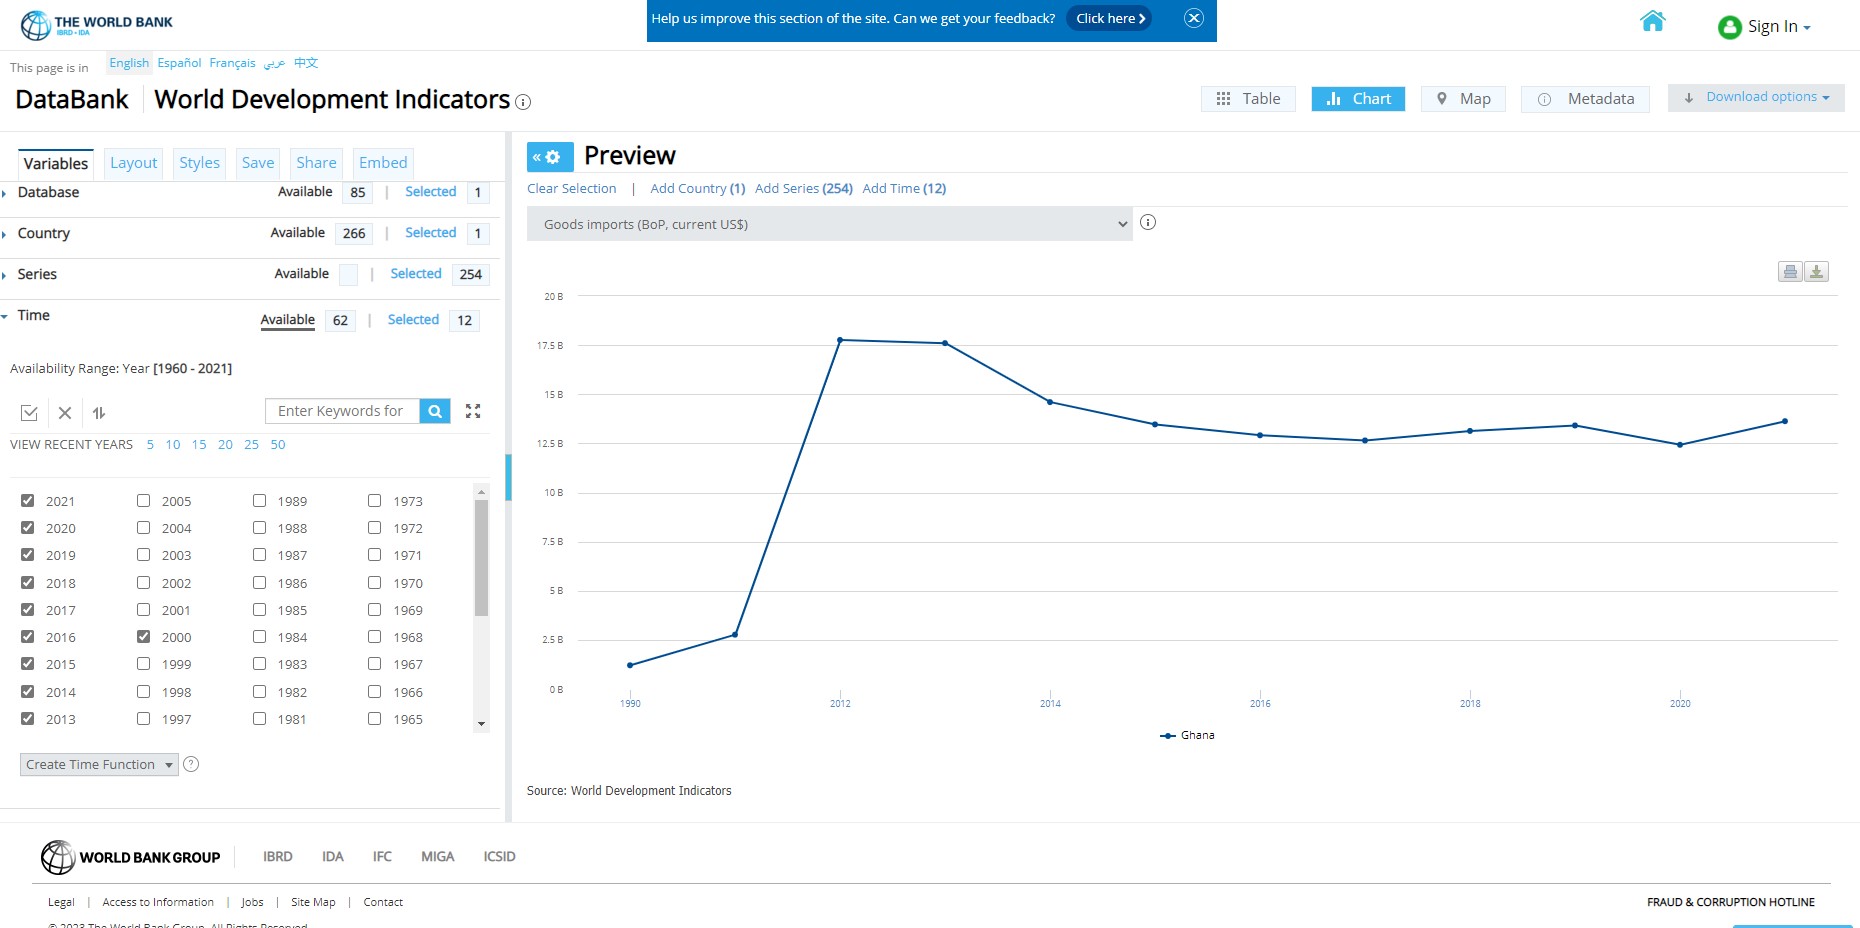 THE WORLD BANK
IBRD • IDA
Help us improve this section of the site. Can we get your feedback? Click here
Sign In
This page is in English Español Français عربي 中文
DataBank World Development Indicators
Table Chart Map Metadata Download options
Variables Layout Styles Save Share Embed
Database Available 85 | Selected 1
Country Available 266 | Selected 1
Series Available | Selected 254
Time Available 62 | Selected 12
Availability Range: Year [1960 - 2021]
Enter Keywords for
VIEW RECENT YEARS 5 10 15 20 25 50
2021 2005 1989 1973
2020 2004 1988 1972
2019 2003 1987 1971
2018 2002 1986 1970
2017 2001 1985 1969
2016 2000 1984 1968
2015 1999 1983 1967
2014 1998 1982 1966
2013 1997 1981 1965
Create Time Function
Preview
Clear Selection | Add Country (1) Add Series (254) Add Time (12)
Goods imports (BoP, current US$)
20 B
17.5 B
15 B
12.5 B
10 B
7.5 B
5 B
2.5 B
0 B
1990 2012 2014 2016 2018 2020
Ghana
Source: World Development Indicators
WORLD BANK GROUP IBRD IDA IFC MIGA ICSID
Legal | Access to Information | Jobs | Site Map | Contact
FRAUD & CORRUPTION HOTLINE
© 2023 The World Bank Group, All Rights Reserved.